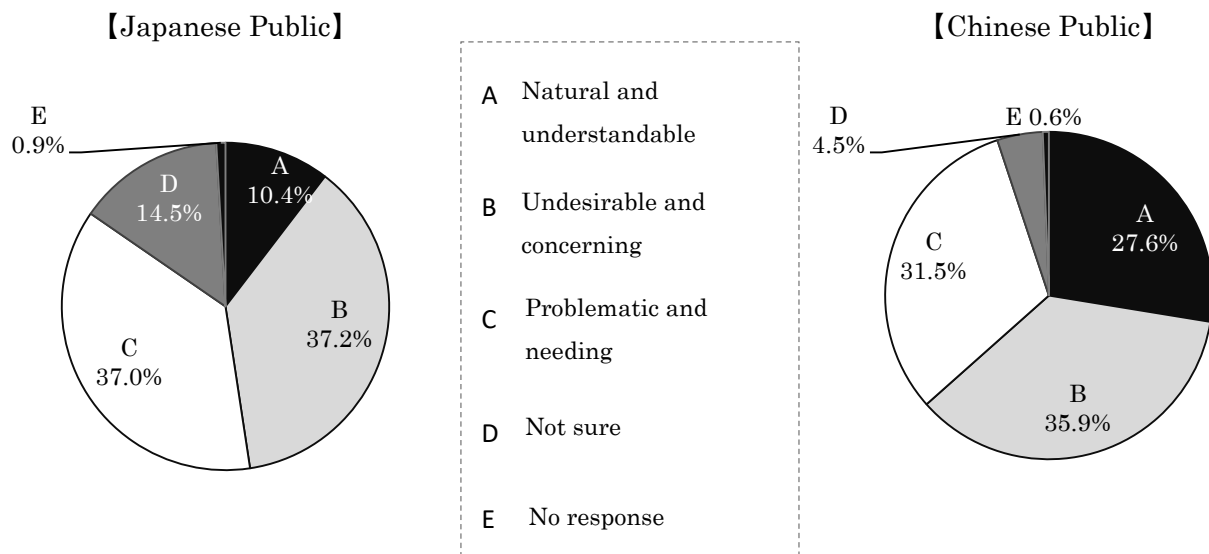 【Japanese Public】
E
0.9%
A
10.4%
D
14.5%
B
37.2%
C
37.0%
A Natural and
understandable
B Undesirable and
concerning
C Problematic and
needing
D Not sure
E No response
【Chinese Public】
D
4.5%
E 0.6%
A
27.6%
C
31.5%
B
35.9%